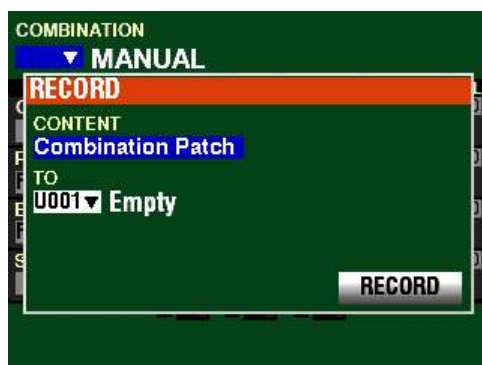 COMBINATION
▼ MANUAL
RECORD
CONTENT
Combination Patch
TO
U001▼ Empty
RECORD